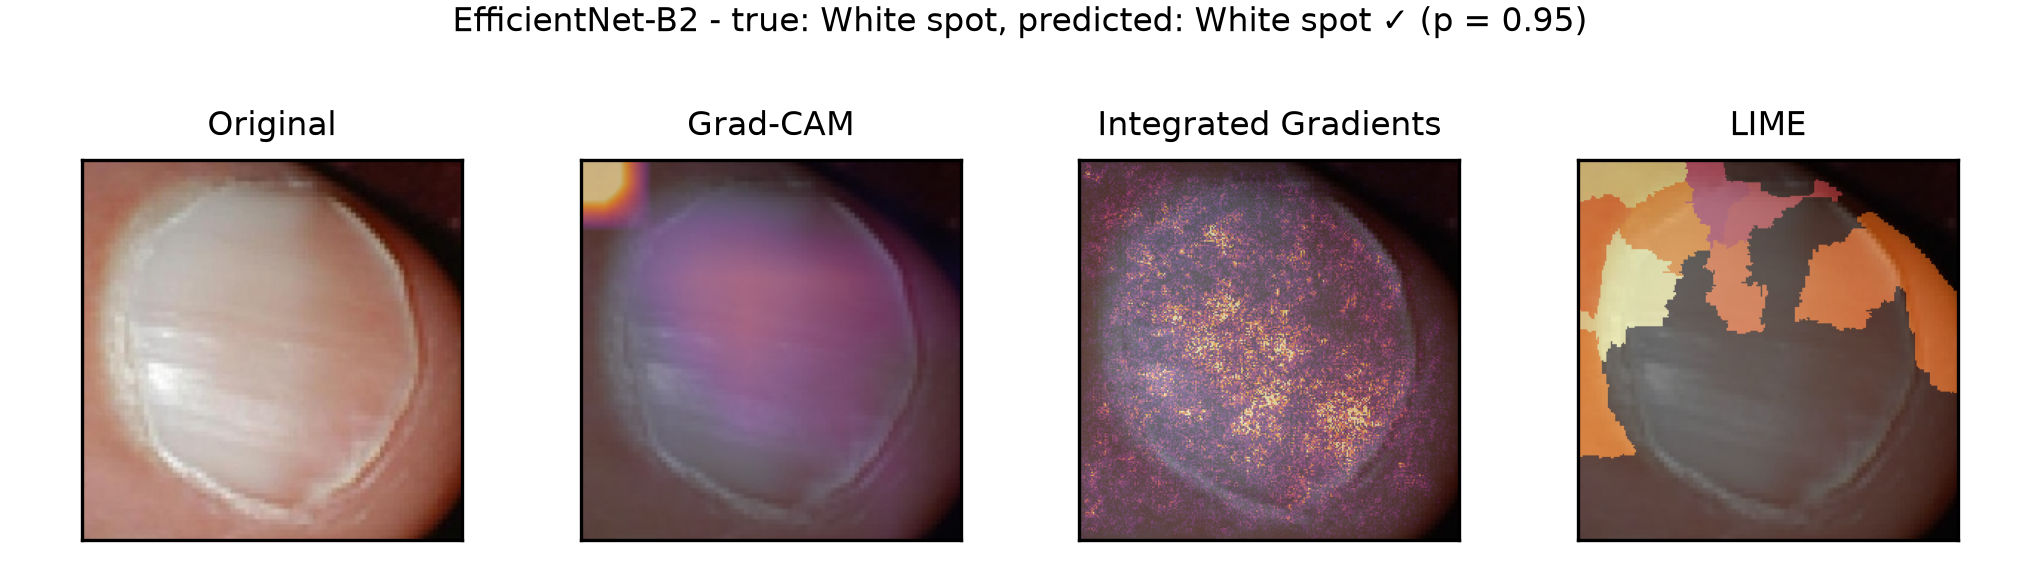 EfficientNet-B2 - true: White spot, predicted: White spot ✓ (p = 0.95)
Original
Grad-CAM
Integrated Gradients
LIME